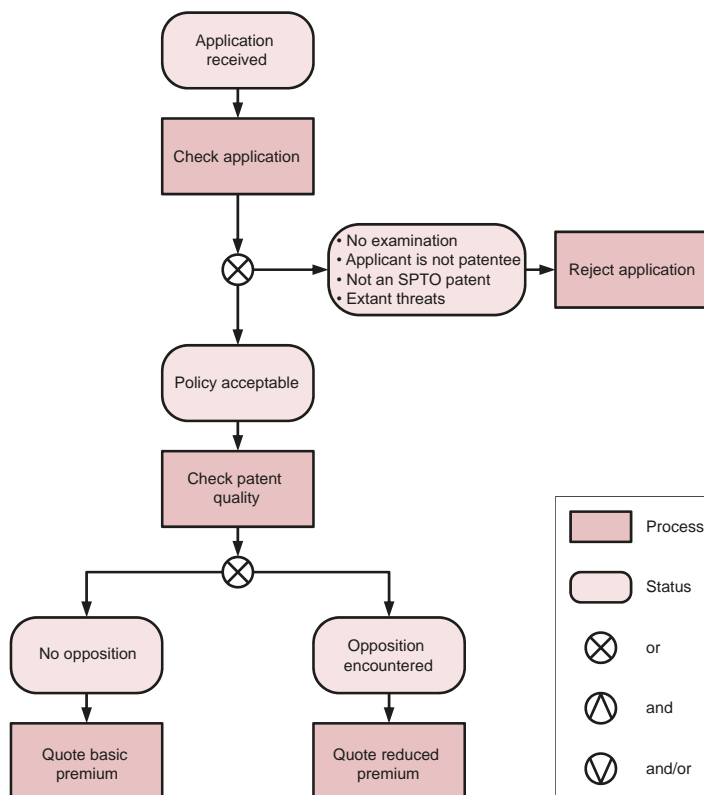 Application
received
Check application
• No examination
• Applicant is not patentee
• Not an SPTO patent
• Extant threats
Reject application
Policy acceptable
Check patent
quality
No opposition
Opposition
encountered
Quote basic
premium
Quote reduced
premium
Process
Status
or
and
and/or